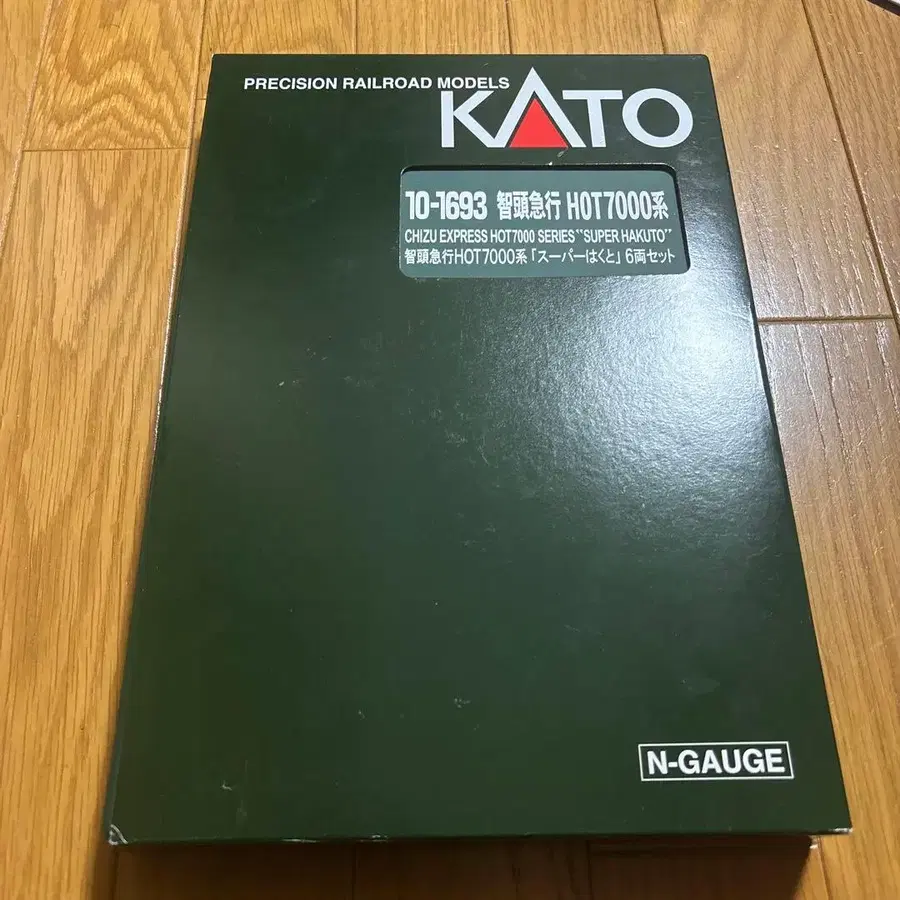 PRECISION RAILROAD MODELS
KATO
10-1693 智頭急行 HOT7000系
CHIZU EXPRESS HOT7000 SERIES "SUPER HAKUTO"
智頭急行HOT7000系「スーパーはくと」6両セット
N-GAUGE